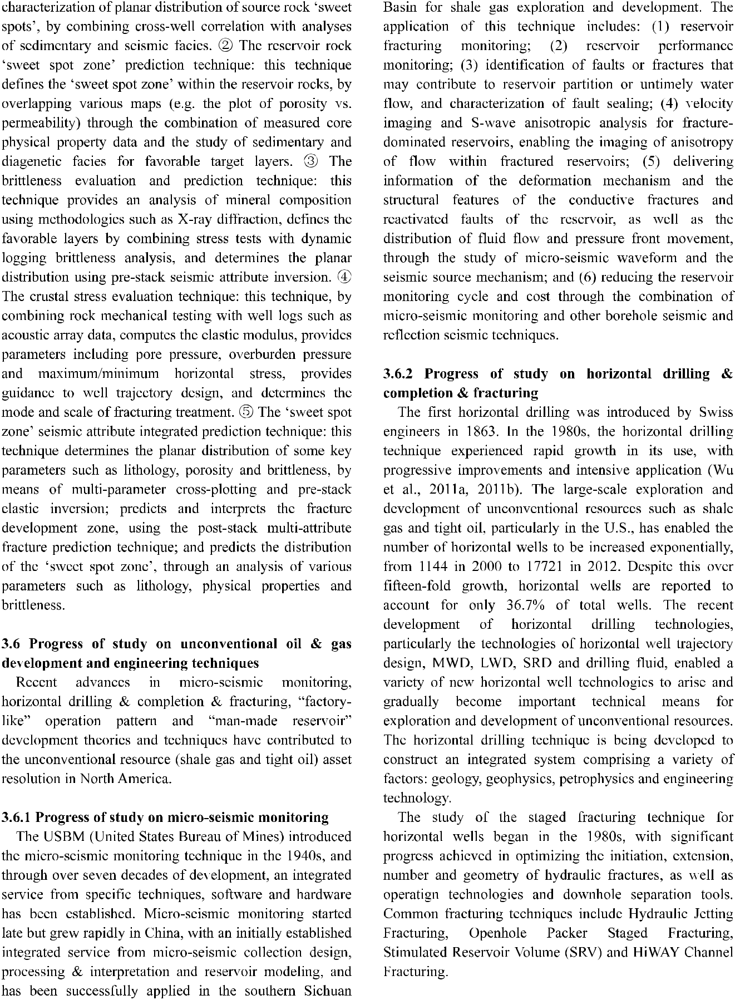 characterization of planar distribution of source rock ‘sweet
spots’, by combining cross-well correlation with analyses
of sedimentary and seismic facies. ② The reservoir rock
‘sweet spot zone’ prediction technique: this technique
defines the ‘sweet spot zone’ within the reservoir rocks, by
overlapping various maps (e.g. the plot of porosity vs.
permeability) through the combination of measured core
physical property data and the study of sedimentary and
diagenetic facies for favorable target layers. ③ The
brittleness evaluation and prediction technique: this
technique provides an analysis of mineral composition
using methodologies such as X-ray diffraction, defines the
favorable layers by combining stress tests with dynamic
logging brittleness analysis, and determines the planar
distribution using pre-stack seismic attribute inversion. ④
The crustal stress evaluation technique: this technique, by
combining rock mechanical testing with well logs such as
acoustic array data, computes the elastic modulus, provides
parameters including pore pressure, overburden pressure
and maximum/minimum horizontal stress, provides
guidance to well trajectory design, and determines the
mode and scale of fracturing treatment. ⑤ The ‘sweet spot
zone’ seismic attribute integrated prediction technique: this
technique determines the planar distribution of some key
parameters such as lithology, porosity and brittleness, by
means of multi-parameter cross-plotting and pre-stack
elastic inversion; predicts and interprets the fracture
development zone, using the post-stack multi-attribute
fracture prediction technique; and predicts the distribution
of the ‘sweet spot zone’, through an analysis of various
parameters such as lithology, physical properties and
brittleness.
3.6 Progress of study on unconventional oil & gas
development and engineering techniques
Recent advances in micro-seismic monitoring,
horizontal drilling & completion & fracturing, “factory-
like” operation pattern and “man-made reservoir”
development theories and techniques have contributed to
the unconventional resource (shale gas and tight oil) asset
resolution in North America.
3.6.1 Progress of study on micro-seismic monitoring
The USBM (United States Bureau of Mines) introduced
the micro-seismic monitoring technique in the 1940s, and
through over seven decades of development, an integrated
service from specific techniques, software and hardware
has been established. Micro-seismic monitoring started
late but grew rapidly in China, with an initially established
integrated service from micro-seismic collection design,
processing & interpretation and reservoir modeling, and
has been successfully applied in the southern Sichuan
Basin for shale gas exploration and development. The
application of this technique includes: (1) reservoir
fracturing monitoring; (2) reservoir performance
monitoring; (3) identification of faults or fractures that
may contribute to reservoir partition or untimely water
flow, and characterization of fault sealing; (4) velocity
imaging and S-wave anisotropic analysis for fracture-
dominated reservoirs, enabling the imaging of anisotropy
of flow within fractured reservoirs; (5) delivering
information of the deformation mechanism and the
structural features of the conductive fractures and
reactivated faults of the reservoir, as well as the
distribution of fluid flow and pressure front movement,
through the study of micro-seismic waveform and the
seismic source mechanism; and (6) reducing the reservoir
monitoring cycle and cost through the combination of
micro-seismic monitoring and other borehole seismic and
reflection seismic techniques.
3.6.2 Progress of study on horizontal drilling &
completion & fracturing
The first horizontal drilling was introduced by Swiss
engineers in 1863. In the 1980s, the horizontal drilling
technique experienced rapid growth in its use, with
progressive improvements and intensive application (Wu
et al., 2011a, 2011b). The large-scale exploration and
development of unconventional resources such as shale
gas and tight oil, particularly in the U.S., has enabled the
number of horizontal wells to be increased exponentially,
from 1144 in 2000 to 17721 in 2012. Despite this over
fifteen-fold growth, horizontal wells are reported to
account for only 36.7% of total wells. The recent
development of horizontal drilling technologies,
particularly the technologies of horizontal well trajectory
design, MWD, LWD, SRD and drilling fluid, enabled a
variety of new horizontal well technologies to arise and
gradually become important technical means for
exploration and development of unconventional resources.
The horizontal drilling technique is being developed to
construct an integrated system comprising a variety of
factors: geology, geophysics, petrophysics and engineering
technology.
The study of the staged fracturing technique for
horizontal wells began in the 1980s, with significant
progress achieved in optimizing the initiation, extension,
number and geometry of hydraulic fractures, as well as
operatign technologies and downhole separation tools.
Common fracturing techniques include Hydraulic Jetting
Fracturing, Openhole Packer Staged Fracturing,
Stimulated Reservoir Volume (SRV) and HiWAY Channel
Fracturing.